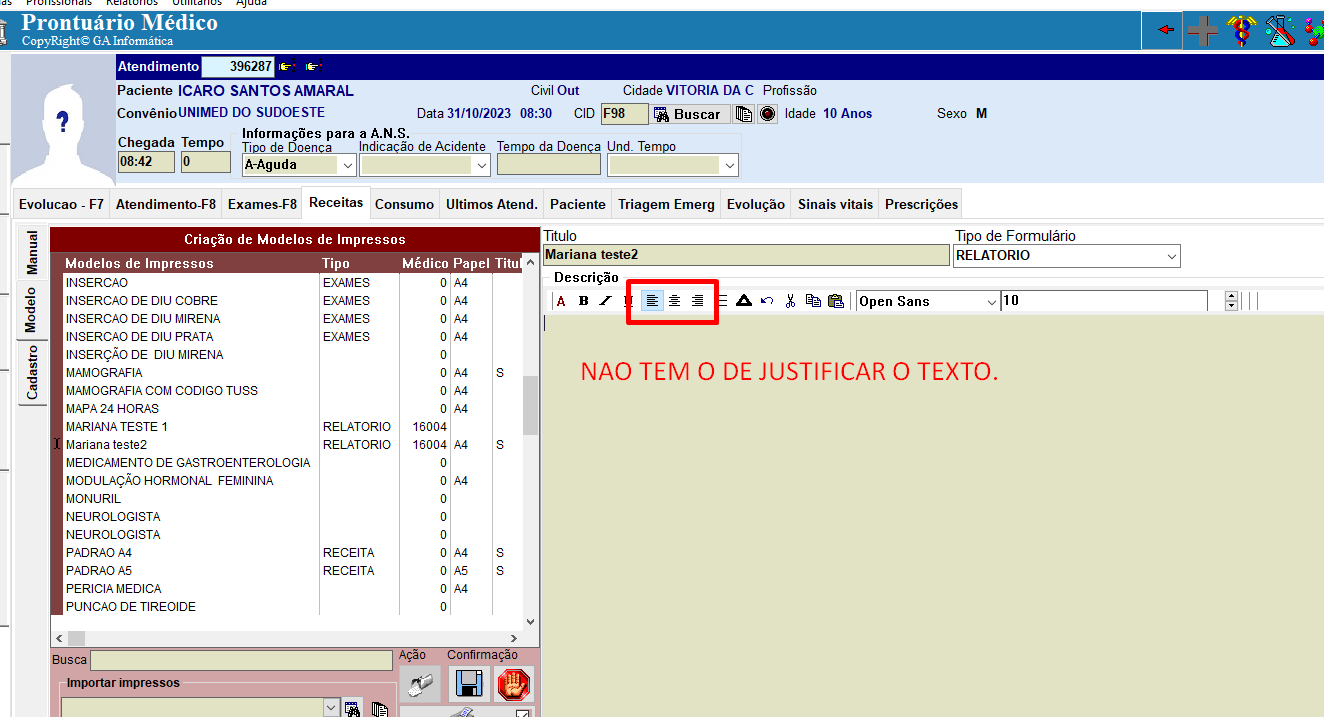 Profissionais Relatórios Utilitários Ajuda
Prontuário Médico
CopyRight© GA Informática
Atendimento 396287
Paciente ICARO SANTOS AMARAL Civil Out Cidade VITORIA DA C Profissão
Convênio UNIMED DO SUDOESTE Data 31/10/2023 08:30 CID F98 Buscar Idade 10 Anos Sexo M
Informações para a A.N.S.
Chegada Tempo Tipo de Doença Indicação de Acidente Tempo da Doença Und. Tempo
08:42 0 A-Aguda
Evolucao - F7 Atendimento-F8 Exames-F8 Receitas Consumo Ultimos Atend. Paciente Triagem Emerg Evolução Sinais vitais Prescrições
Manual
Modelo
Cadastro
Criação de Modelos de Impressos
Modelos de Impressos Tipo Médico Papel Titul
INSERCAO EXAMES 0 A4
INSERCAO DE DIU COBRE EXAMES 0 A4
INSERCAO DE DIU MIRENA EXAMES 0 A4
INSERCAO DE DIU PRATA EXAMES 0 A4
INSERÇÃO DE DIU MIRENA 0
MAMOGRAFIA 0 A4 S
MAMOGRAFIA COM CODIGO TUSS 0 A4
MAPA 24 HORAS 0 A4
MARIANA TESTE 1 RELATORIO 16004
Mariana teste2 RELATORIO 16004 A4 S
MEDICAMENTO DE GASTROENTEROLOGIA 0
MODULAÇÃO HORMONAL FEMININA 0 A4
MONURIL 0
NEUROLOGISTA 0
NEUROLOGISTA 0
PADRAO A4 RECEITA 0 A4 S
PADRAO A5 RECEITA 0 A5 S
PERICIA MEDICA 0 A4
PUNCAO DE TIREOIDE 0
Busca Ação Confirmação
Importar impressos
Titulo Tipo de Formulário
Mariana teste2 RELATORIO
Descrição
A B I U Open Sans 10
NAO TEM O DE JUSTIFICAR O TEXTO.